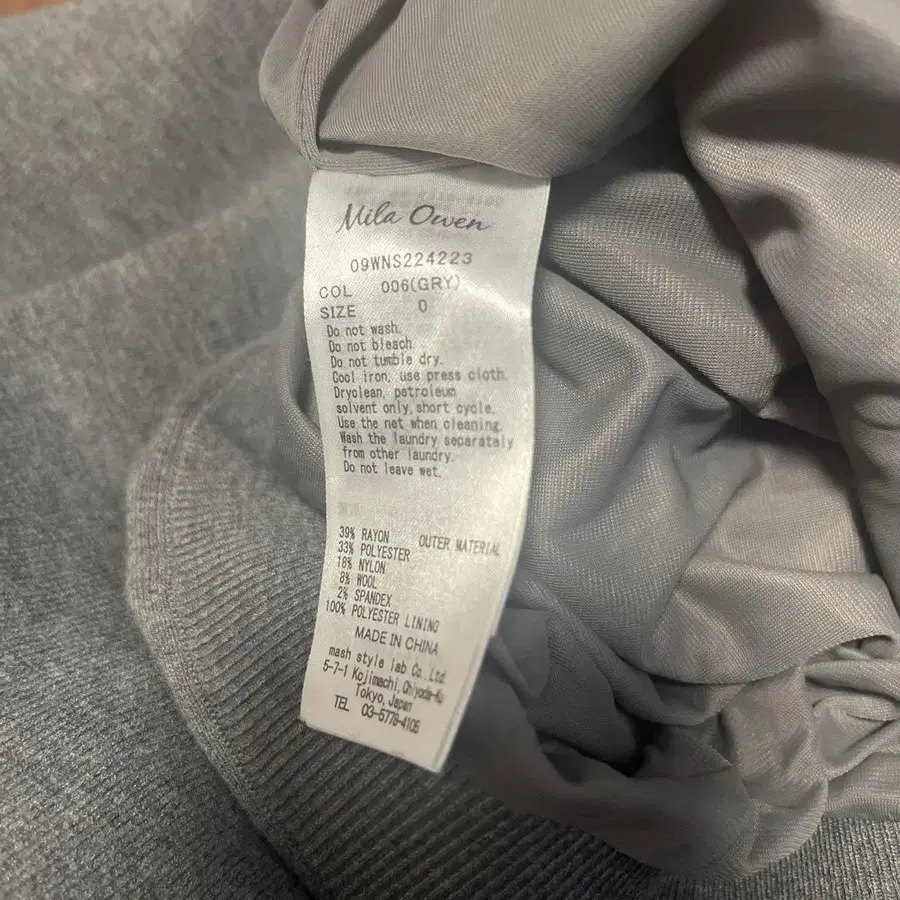 Mila Owen
09WNS224223
COL 006(GRY)
SIZE 0
Do not wash.
Do not bleach
Do not tumble dry.
Cool iron, use press cloth.
Dryclean, petroleum
solvent only, short cycle.
Use the net when cleaning.
Wash the laundry separately
from other laundry.
Do not leave wet.
39% RAYON OUTER MATERIAL
33% POLYESTER
18% NYLON
8% WOOL
2% SPANDEX
100% POLYESTER LINING
MADE IN CHINA
mash style lab Co., Ltd
5-7-1 Kojimachi, Chiyoda-Ku
Tokyo, Japan
TEL 03-5778-4105